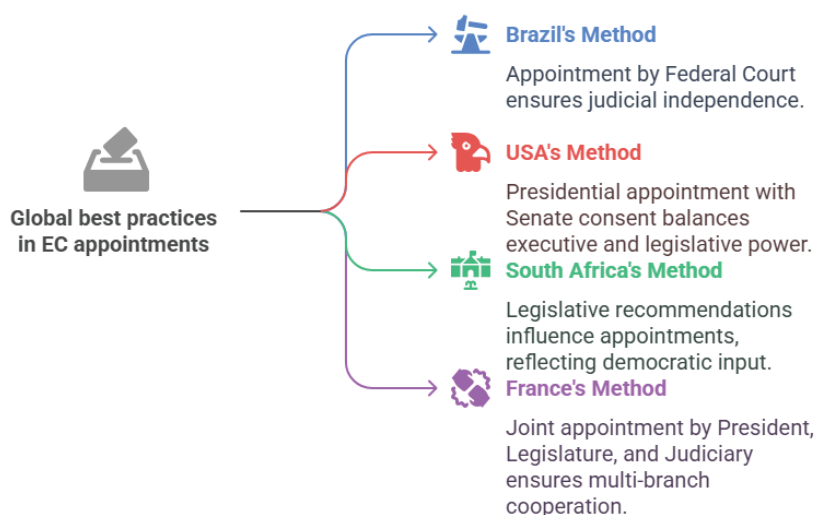 Global best practices
in EC appointments
Brazil's Method
Appointment by Federal Court
ensures judicial independence.
USA's Method
Presidential appointment with
Senate consent balances
executive and legislative power.
South Africa's Method
Legislative recommendations
influence appointments,
reflecting democratic input.
France's Method
Joint appointment by President,
Legislature, and Judiciary
ensures multi-branch
cooperation.